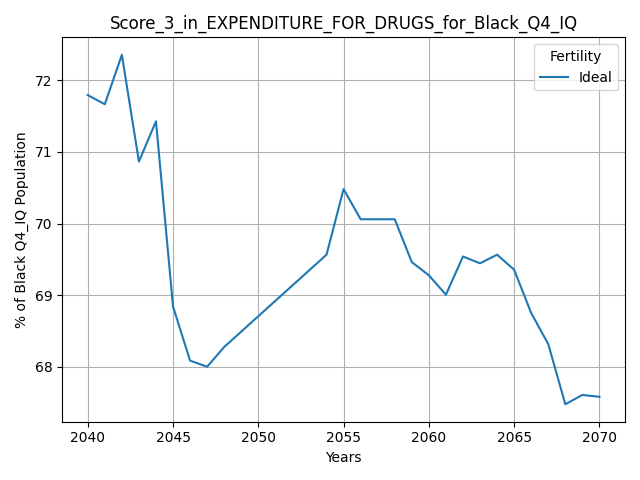 Score_3_in_EXPENDITURE_FOR_DRUGS_for_Black_Q4_IQ
Fertility
Ideal
% of Black Q4_IQ Population
72
71
70
69
68
2040 2045 2050 2055 2060 2065 2070
Years